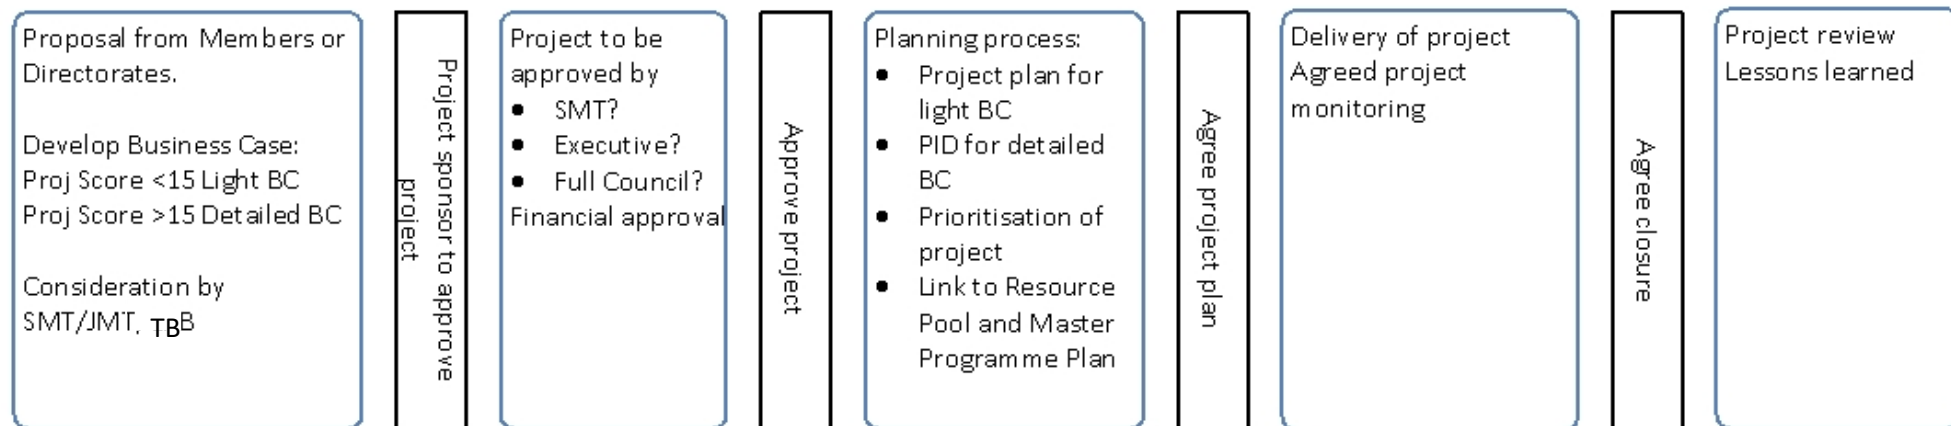 Proposal from Members or
Directorates.
Develop Business Case:
Proj Score <15 Light BC
Proj Score >15 Detailed BC
Consideration by
SMT/JMT, TBB
Project sponsor to approve
project
Project to be
approved by
• SMT?
• Executive?
• Full Council?
Financial approval
Approve project
Planning process:
• Project plan for
light BC
• PID for detailed
BC
• Prioritisation of
project
• Link to Resource
Pool and Master
Programme Plan
Agree project plan
Delivery of project
Agreed project
monitoring
Agree closure
Project review
Lessons learned